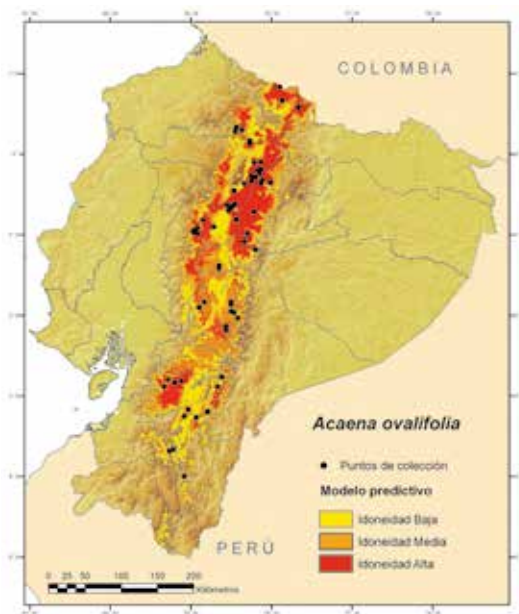 COLOMBIA
Acaena ovalifolia
Puntos de colección
Modelo predictivo
Idoneidad Baja
Idoneidad Media
Idoneidad Alta
PERÚ
0 25 50 100 150 200
Kilómetros